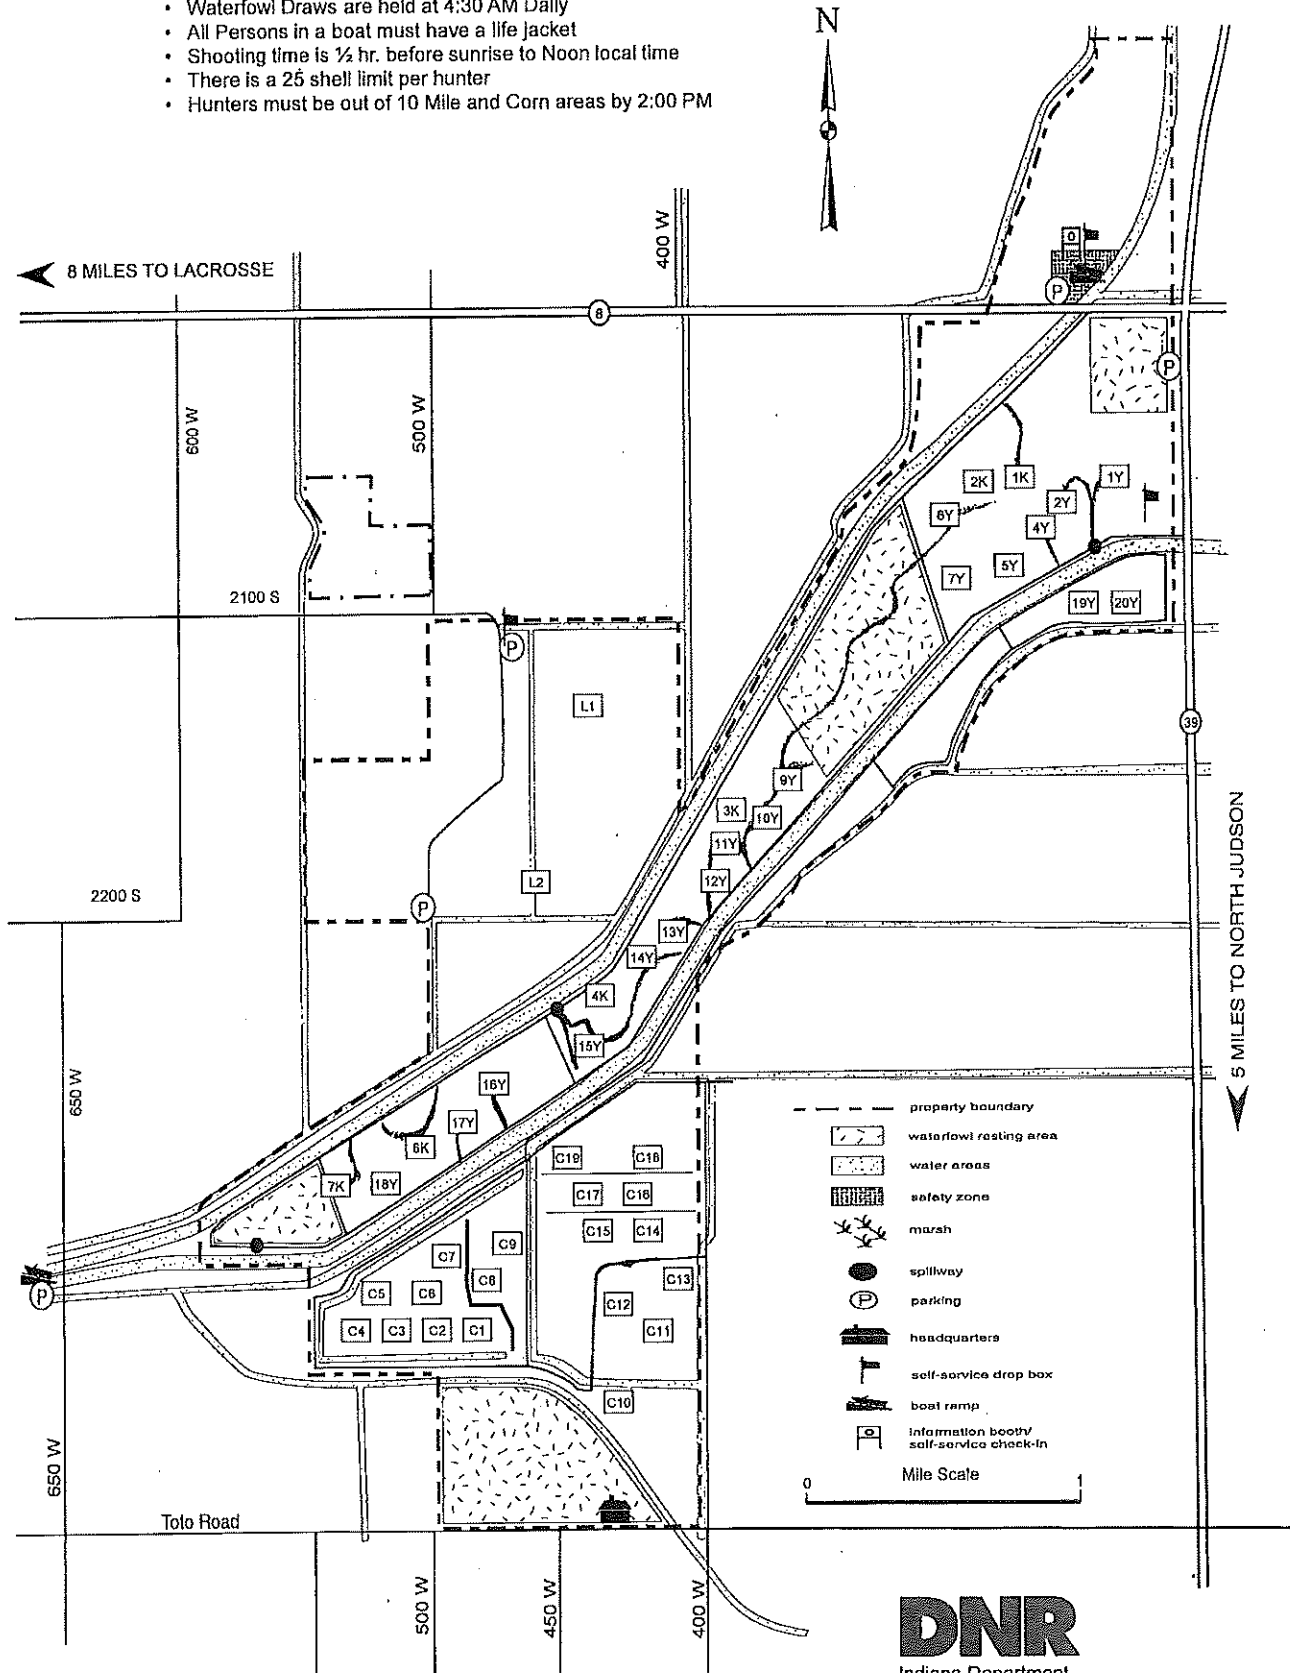 • Waterfowl Draws are held at 4:30 AM Daily
• All Persons in a boat must have a life jacket
• Shooting time is ½ hr. before sunrise to Noon local time
• There is a 25 shell limit per hunter
• Hunters must be out of 10 Mile and Corn areas by 2:00 PM
N
400 W
8 MILES TO LACROSSE
8
0
P
P
600 W
500 W
2K
1K
1Y
2Y
8Y
4Y
5Y
7Y
19Y
20Y
2100 S
P
L1
39
9Y
3K
10Y
11Y
12Y
L2
2200 S
P
13Y
14Y
4K
15Y
5 MILES TO NORTH JUDSON
650 W
16Y
17Y
6K
7K
18Y
C19
C18
C17
C16
C15
C14
C9
C7
C8
C13
C5
C6
C12
C4
C3
C2
C1
C11
C10
P
property boundary
waterfowl resting area
water areas
safety zone
marsh
spillway
P
parking
headquarters
self-service drop box
boat ramp
0
information booth/
self-service check-in
Mile Scale
0
1
650 W
Toto Road
500 W
450 W
400 W
DNR
Indiana Department